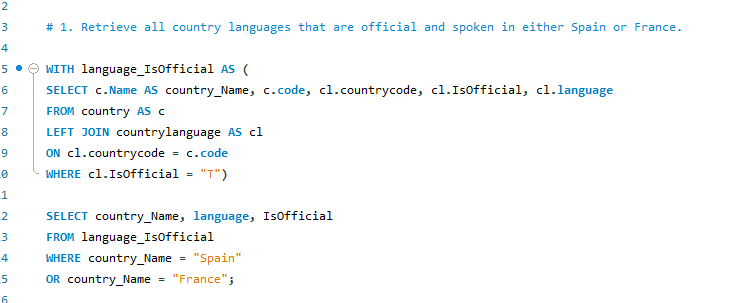 2
3 # 1. Retrieve all country languages that are official and spoken in either Spain or France.
4
5 WITH language_IsOfficial AS (
6 SELECT c.Name AS country_Name, c.code, cl.countrycode, cl.IsOfficial, cl.language
7 FROM country AS c
8 LEFT JOIN countrylanguage AS cl
9 ON cl.countrycode = c.code
0 WHERE cl.IsOfficial = "T")
1
2 SELECT country_Name, language, IsOfficial
3 FROM language_IsOfficial
4 WHERE country_Name = "Spain"
5 OR country_Name = "France";
6